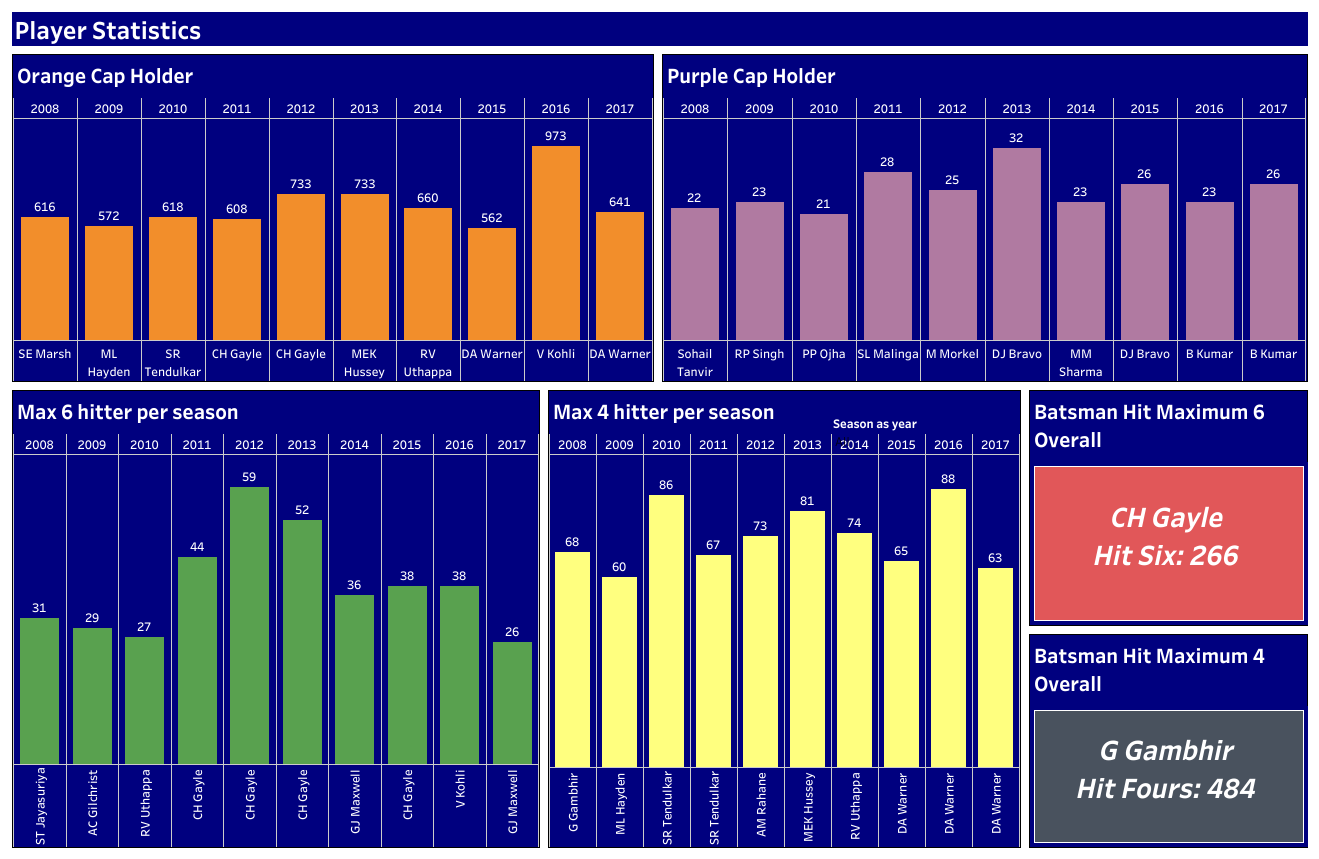 Player Statistics
Orange Cap Holder
2008 2009 2010 2011 2012 2013 2014 2015 2016 2017
973
733 733
660
641
616 618 608
572 562
SE Marsh ML Hayden SR Tendulkar CH Gayle CH Gayle MEK Hussey RV Uthappa DA Warner V Kohli DA Warner
Purple Cap Holder
2008 2009 2010 2011 2012 2013 2014 2015 2016 2017
32
28
25 26 26
22 23 21 23 23
Sohail Tanvir RP Singh PP Ojha SL Malinga M Morkel DJ Bravo MM Sharma DJ Bravo B Kumar B Kumar
Max 6 hitter per season
2008 2009 2010 2011 2012 2013 2014 2015 2016 2017
59
52
44
36 38 38
31 29 27 26
ST Jayasuriya AC Gilchrist RV Uthappa CH Gayle CH Gayle CH Gayle GJ Maxwell CH Gayle V Kohli GJ Maxwell
Max 4 hitter per season
Season as year
2008 2009 2010 2011 2012 2013 2014 2015 2016 2017
86 88
81
73 74
68 67 65 63
60
G Gambhir ML Hayden SR Tendulkar SR Tendulkar AM Rahane MEK Hussey RV Uthappa DA Warner DA Warner DA Warner
Batsman Hit Maximum 6
Overall
CH Gayle
Hit Six: 266
Batsman Hit Maximum 4
Overall
G Gambhir
Hit Fours: 484